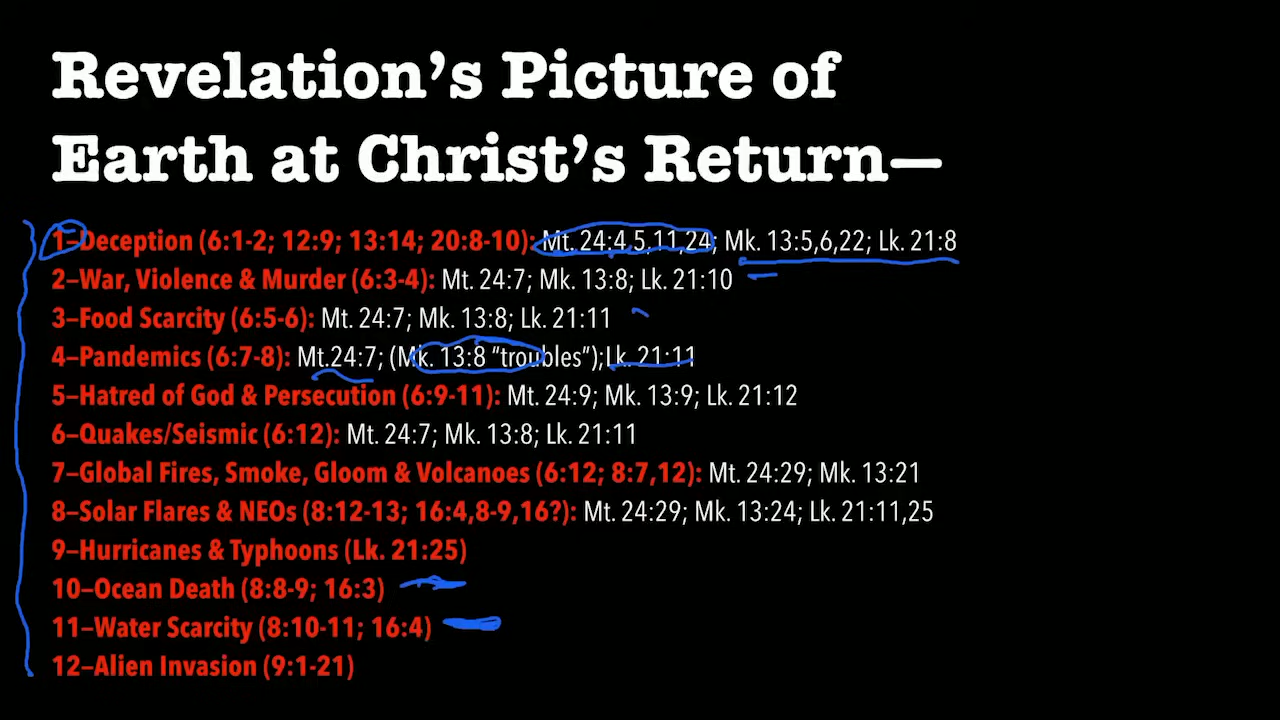 Revelation’s Picture of
Earth at Christ’s Return—
1–Deception (6:1-2; 12:9; 13:14; 20:8-10): Mt. 24:4,5,11,24; Mk. 13:5,6,22; Lk. 21:8
2–War, Violence & Murder (6:3-4): Mt. 24:7; Mk. 13:8; Lk. 21:10
3–Food Scarcity (6:5-6): Mt. 24:7; Mk. 13:8; Lk. 21:11
4–Pandemics (6:7-8): Mt.24:7; (Mk. 13:8 “troubles”);Lk. 21:11
5–Hatred of God & Persecution (6:9-11): Mt. 24:9; Mk. 13:9; Lk. 21:12
6–Quakes/Seismic (6:12): Mt. 24:7; Mk. 13:8; Lk. 21:11
7–Global Fires, Smoke, Gloom & Volcanoes (6:12; 8:7,12): Mt. 24:29; Mk. 13:21
8–Solar Flares & NEOs (8:12-13; 16:4,8-9,16?): Mt. 24:29; Mk. 13:24; Lk. 21:11,25
9–Hurricanes & Typhoons (Lk. 21:25)
10–Ocean Death (8:8-9; 16:3)
11–Water Scarcity (8:10-11; 16:4)
12–Alien Invasion (9:1-21)